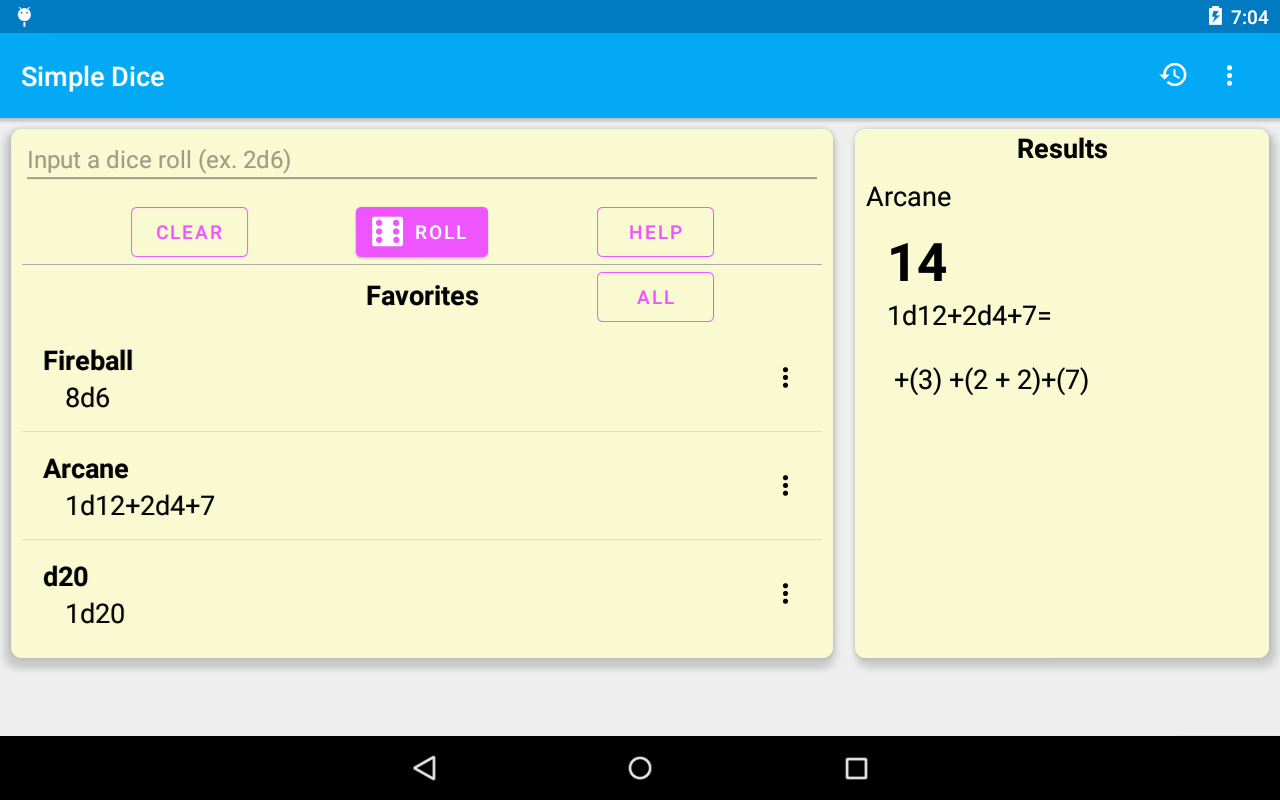 7:04
Simple Dice
Input a dice roll (ex. 2d6)
CLEAR
ROLL
HELP
Favorites
ALL
Fireball
8d6
Arcane
1d12+2d4+7
d20
1d20
Results
Arcane
14
1d12+2d4+7=
+(3) +(2 + 2)+(7)